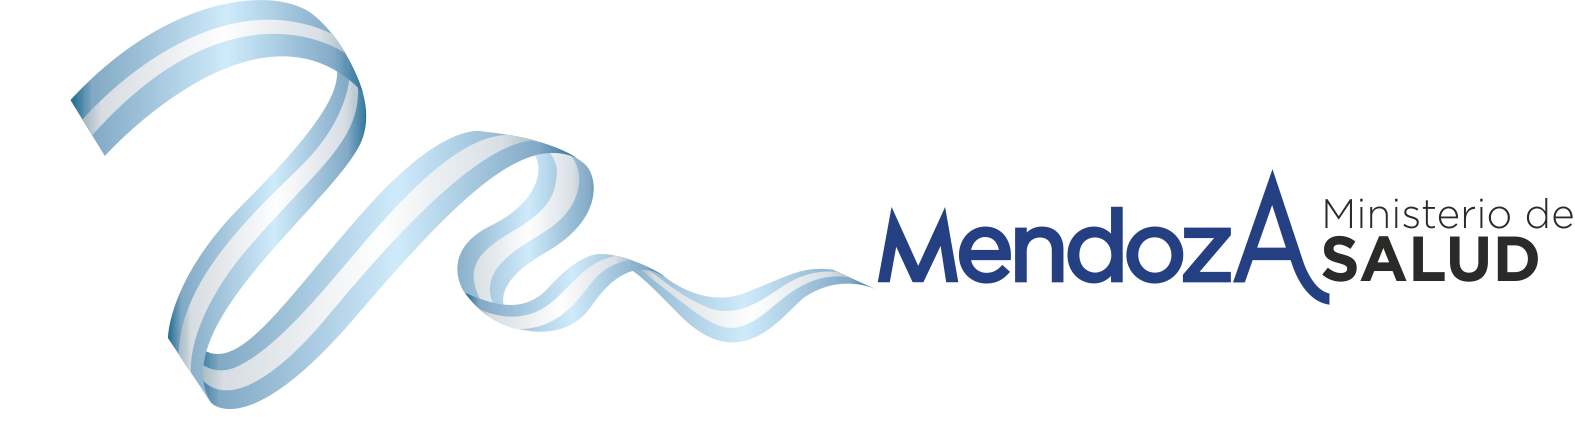 MendozA
Ministerio de
SALUD